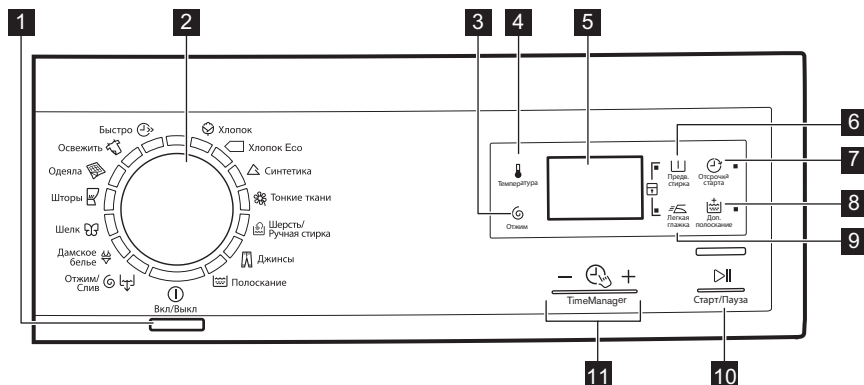 1
2
3
4
5
6
7
8
9
10
11
Быстро
Освежить
Одеяла
Шторы
Шелк
Дамское
белье
Отжим/
Слив
Вкл/Выкл
Хлопок
Хлопок Eco
Синтетика
Тонкие ткани
Шерсть/
Ручная стирка
Джинсы
Полоскание
Температура
Отжим
Предв.
стирка
Отсрочка
старта
Легкая
глажка
Доп.
полоскание
− +
TimeManager
Старт/Пауза